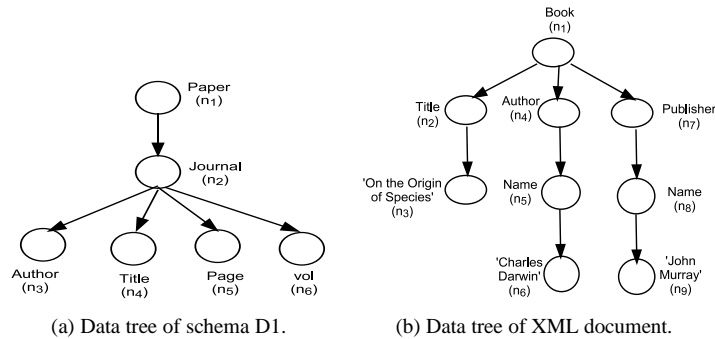 Paper
(n1)
Journal
(n2)
Author
(n3)
Title
(n4)
Page
(n5)
vol
(n6)
(a) Data tree of schema D1.
Book
(n1)
Title
(n2)
Author
(n4)
Publisher
(n7)
'On the Origin
of Species'
(n3)
Name
(n5)
Name
(n8)
'Charles
Darwin'
(n6)
'John
Murray'
(n9)
(b) Data tree of XML document.